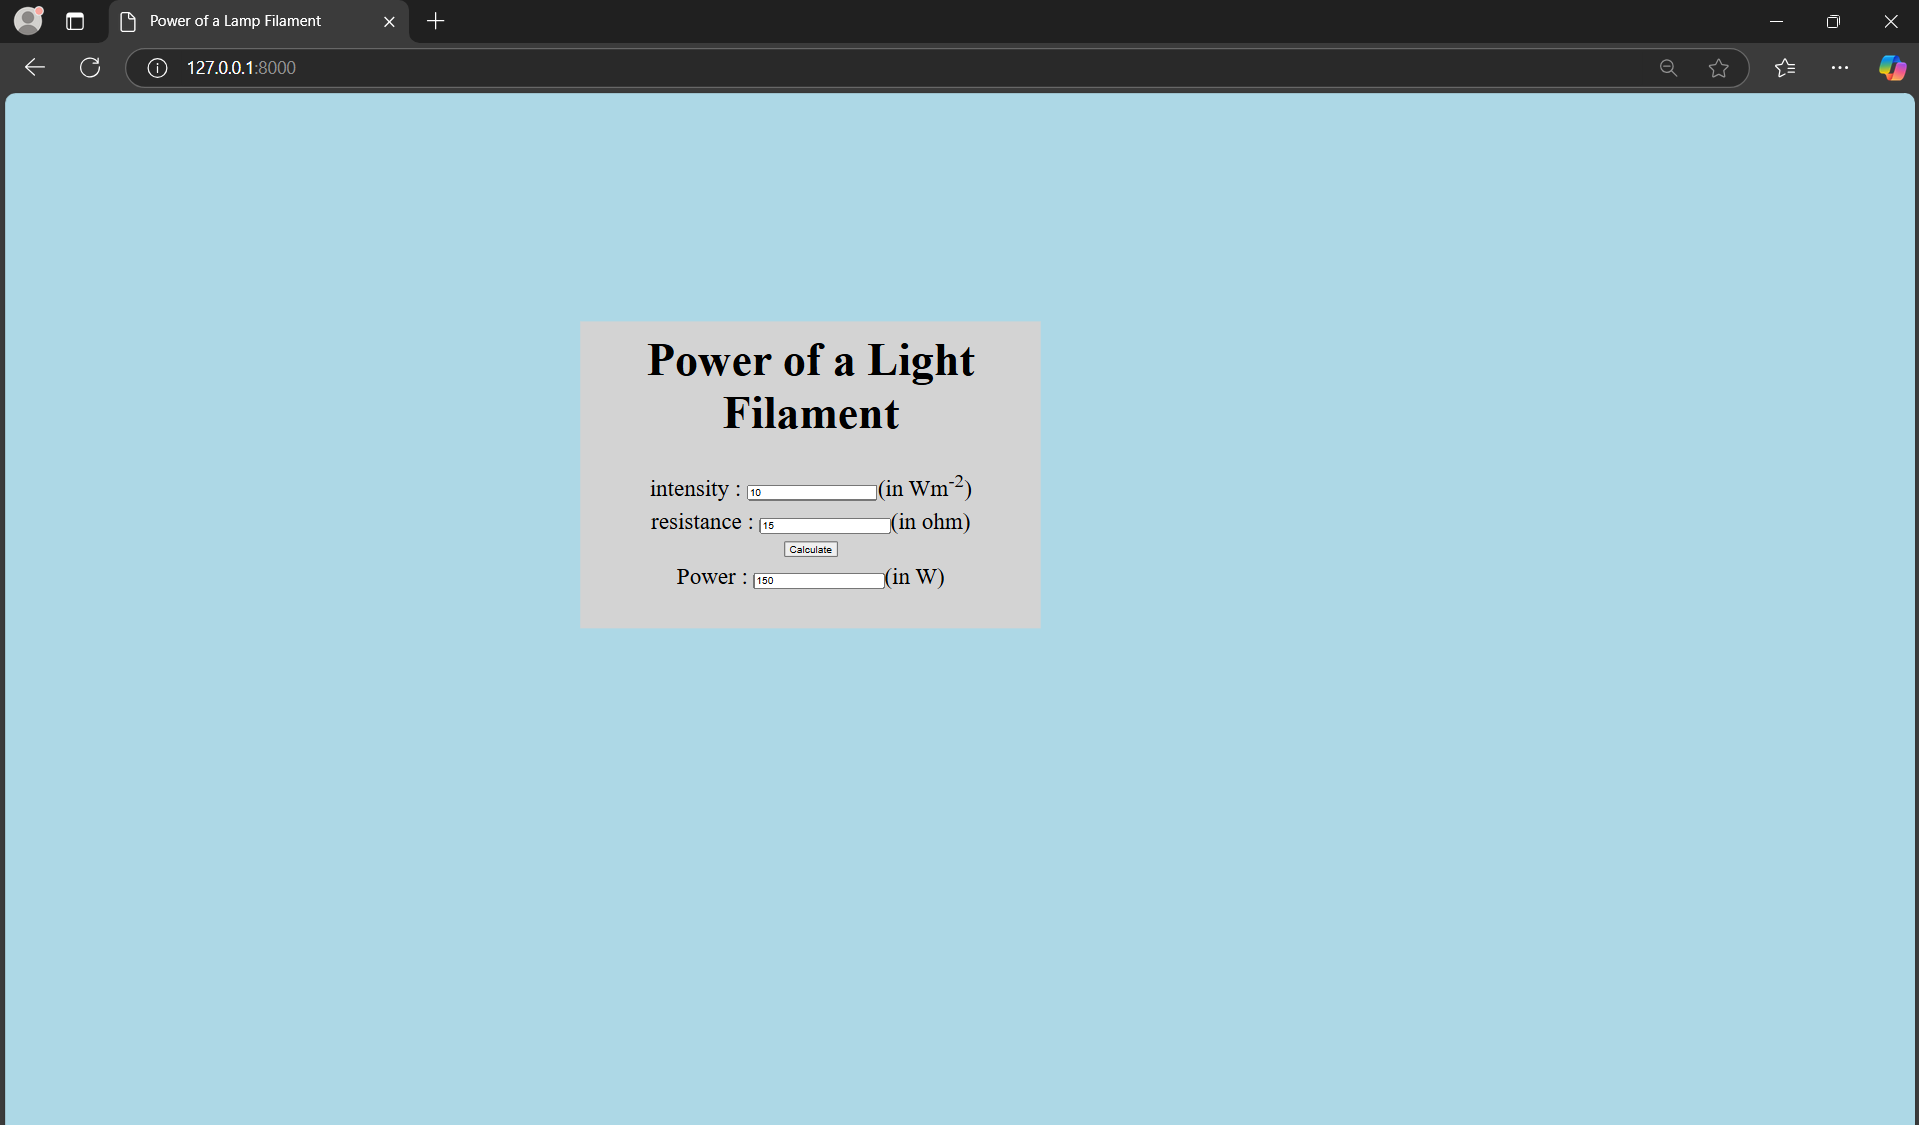 Power of a Lamp Filament
127.0.0.1:8000
Power of a Light
Filament
intensity : 10 (in Wm-2)
resistance : 15 (in ohm)
Calculate
Power : 150 (in W)